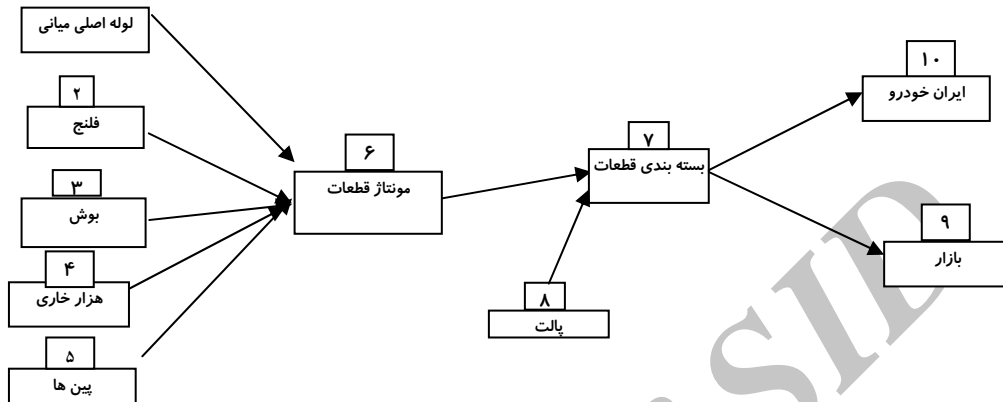 لوله اصلی میانی
۲
فلنج
۳
بوش
۴
هزار خاری
۵
پین ها
۶
مونتاژ قطعات
۷
بسته بندی قطعات
۸
پالت
۱۰
ایران خودرو
۹
بازار
SID